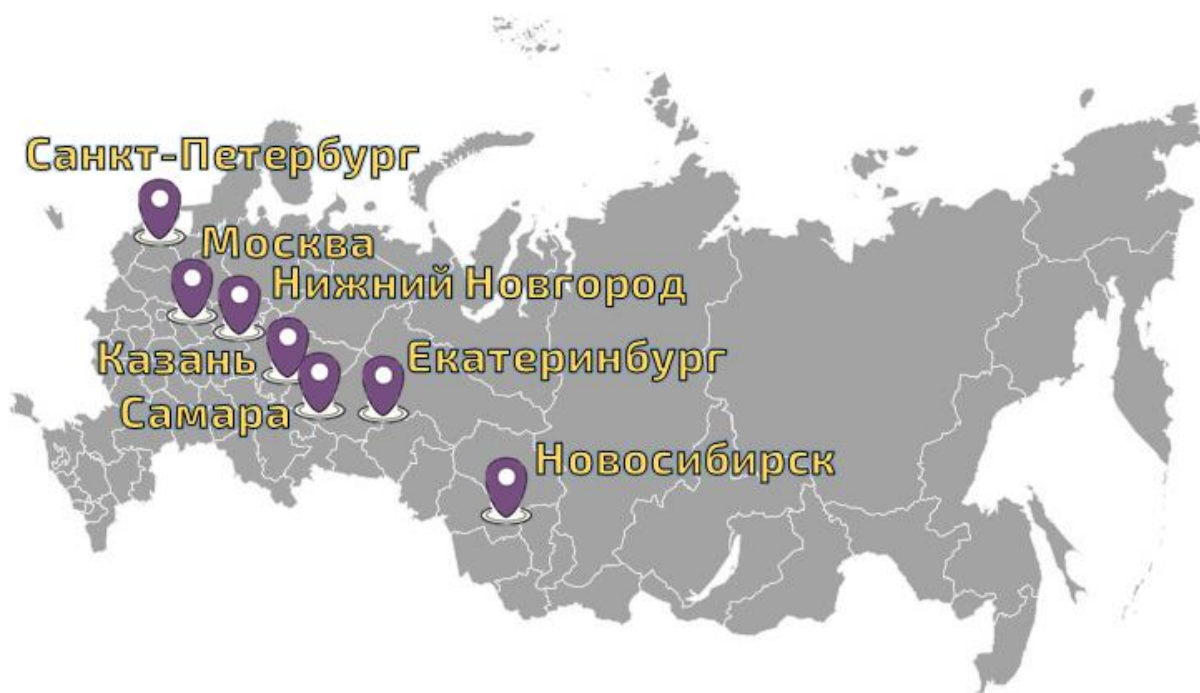 Санкт-Петербург
Москва
Нижний Новгород
Казань
Екатеринбург
Самара
Новосибирск